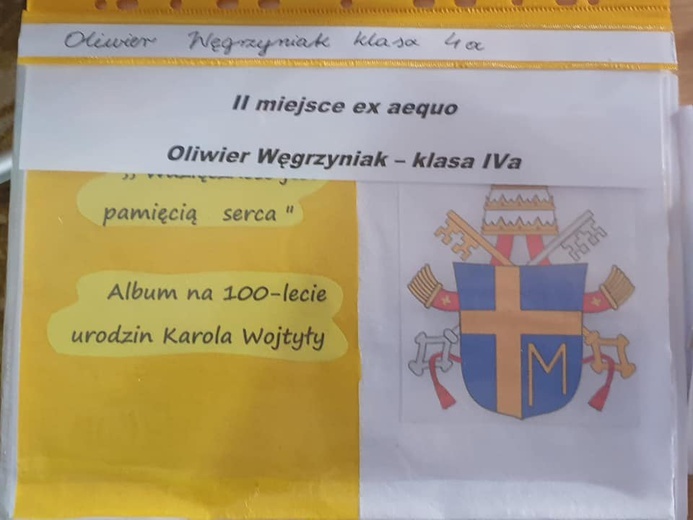 Oliwier Węgrzyniak klasa 4a
II miejsce ex aequo
Oliwier Węgrzyniak – klasa IVa
pamięcią serca "
Album na 100-lecie
urodzin Karola Wojtyły
M